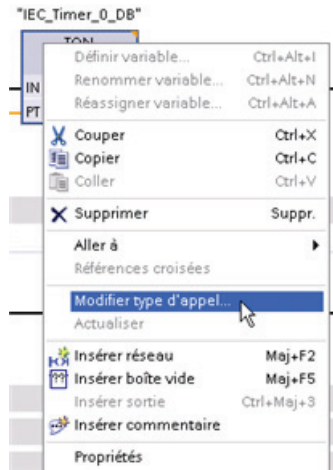 "IEC_Timer_0_DB"
TON
IN
PT
Définir variable... Ctrl+Alt+I
Renommer variable... Ctrl+Alt+N
Réassigner variable... Ctrl+Alt+A
Couper Ctrl+X
Copier Ctrl+C
Coller Ctrl+V
Supprimer Suppr.
Aller à
Références croisées
Modifier type d'appel...
Actualiser
Insérer réseau Maj+F2
Insérer boîte vide Maj+F5
Insérer sortie Ctrl+Maj+3
Insérer commentaire
Propriétés